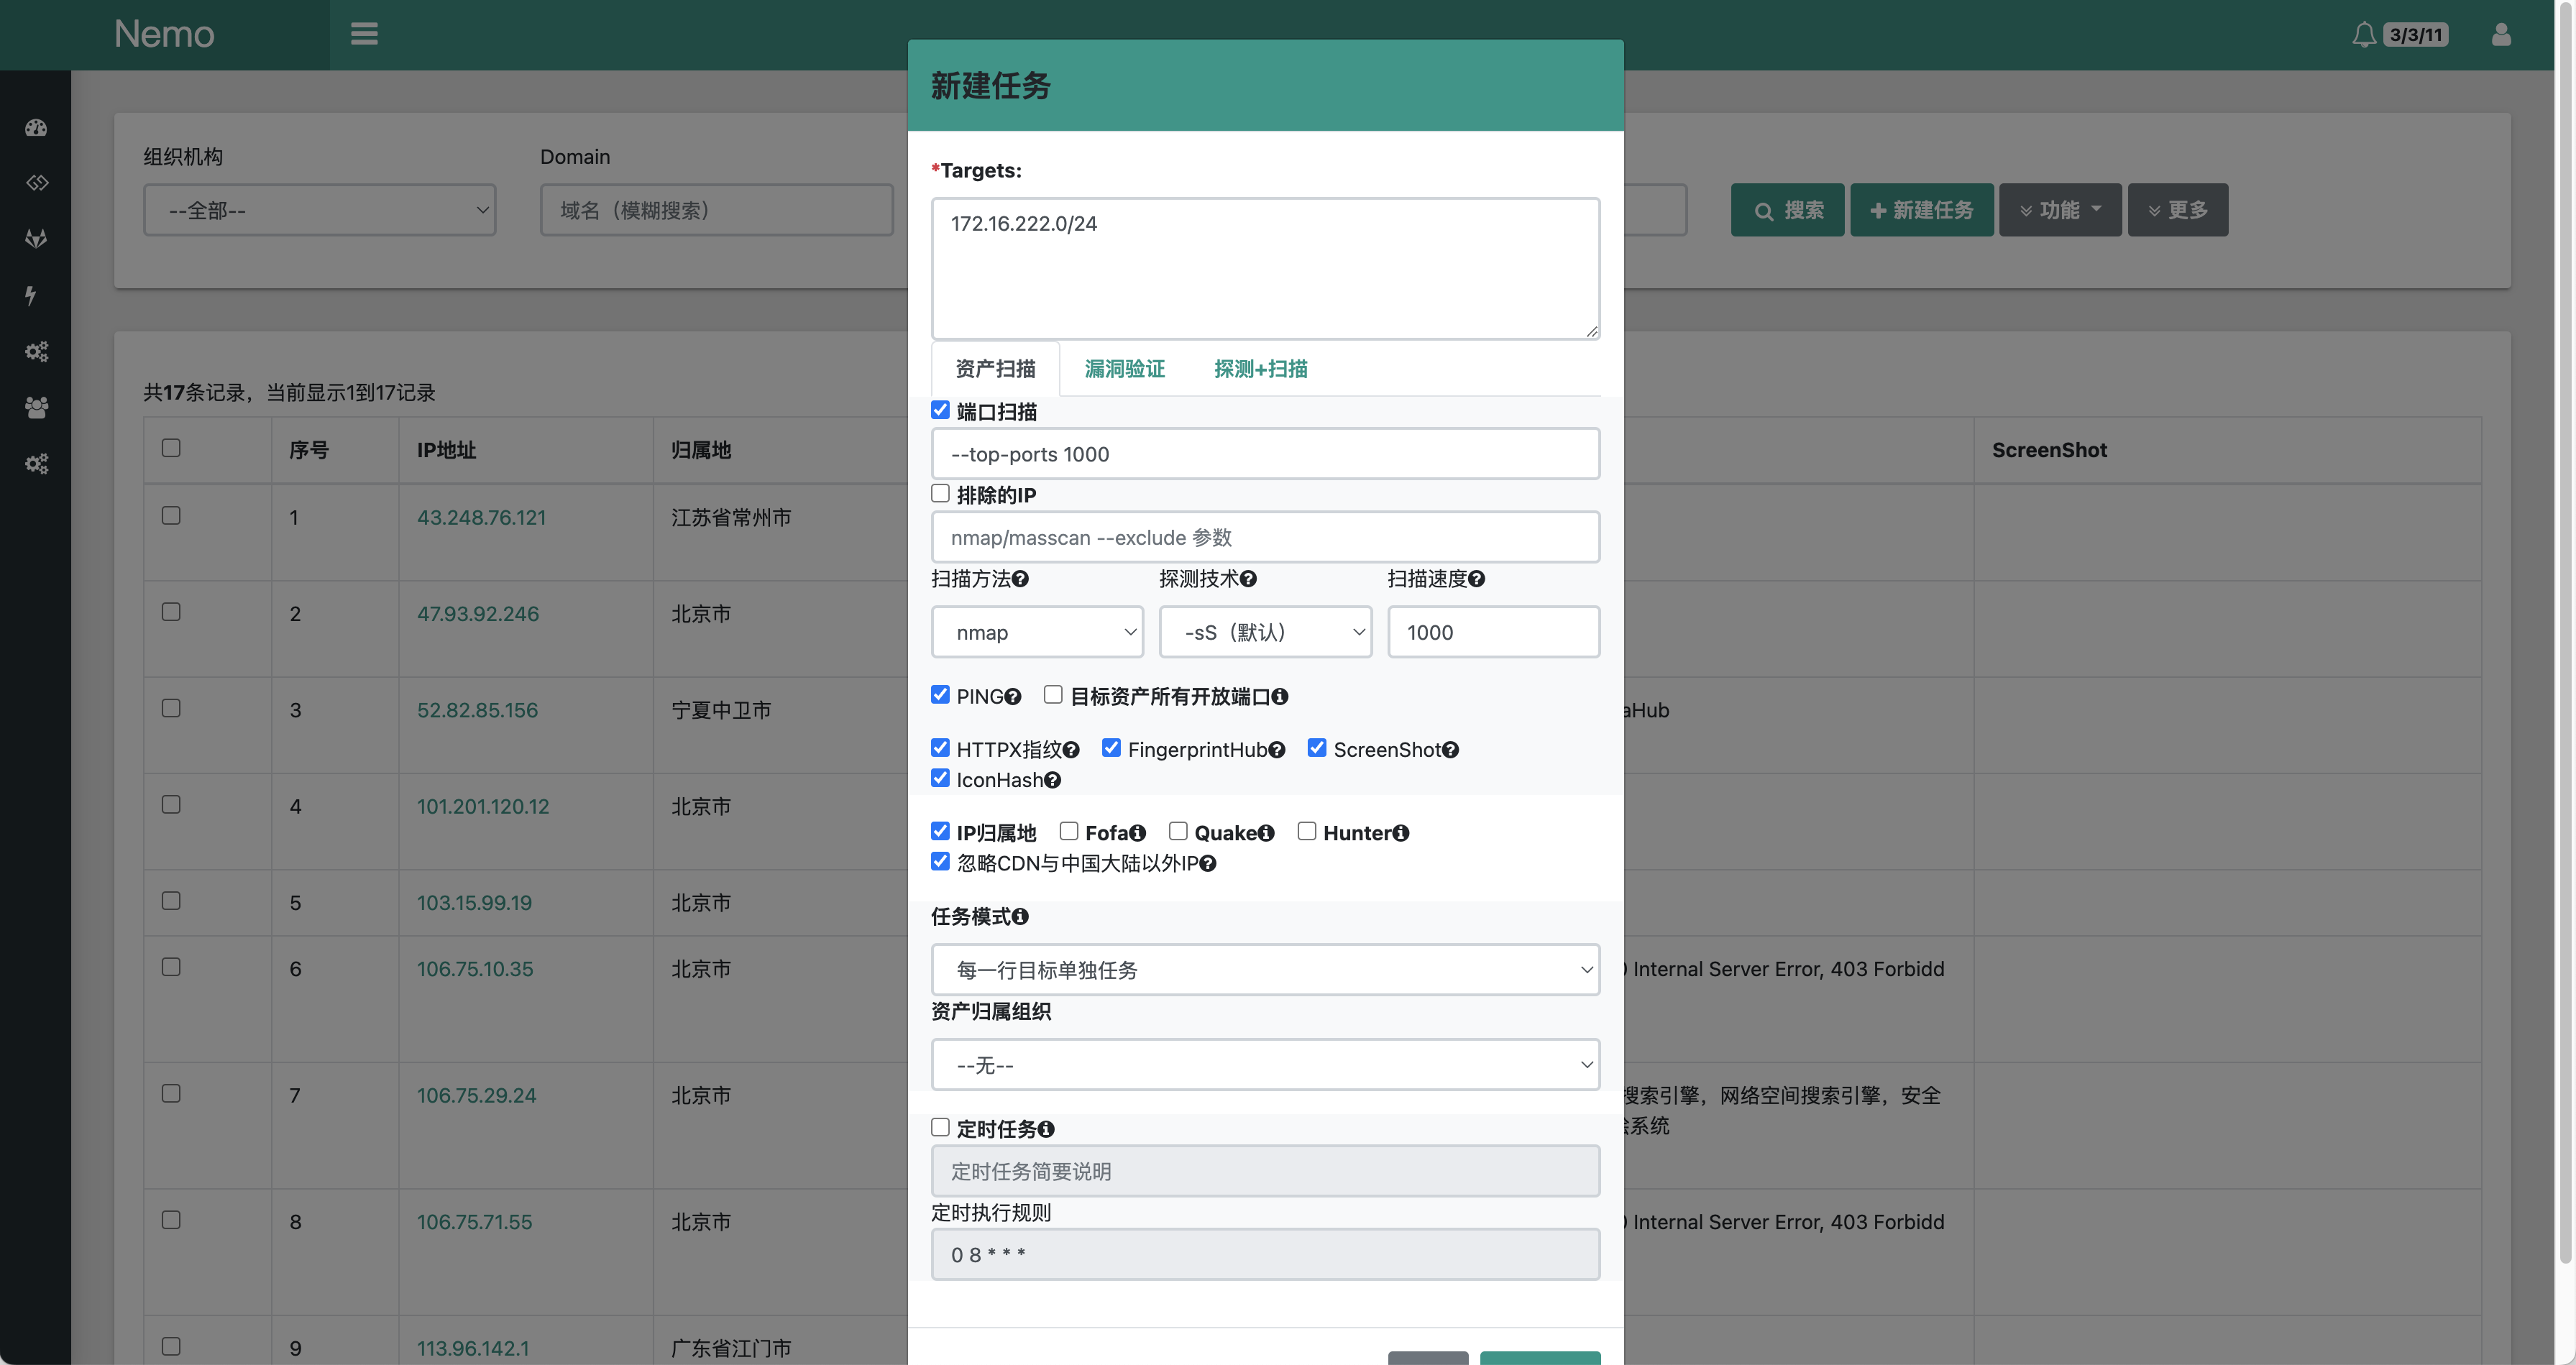 Nemo
3/3/11
组织机构
Domain
--全部--
域名（模糊搜索）
搜索
新建任务
功能
更多
共17条记录，当前显示1到17记录
序号 IP地址 归属地 ScreenShot
1 43.248.76.121 江苏省常州市
2 47.93.92.246 北京市
3 52.82.85.156 宁夏中卫市 aHub
4 101.201.120.12 北京市
5 103.15.99.19 北京市
6 106.75.10.35 北京市 Internal Server Error, 403 Forbidd
7 106.75.29.24 北京市 搜索引擎，网络空间搜索引擎，安全
系统
8 106.75.71.55 北京市 Internal Server Error, 403 Forbidd
9 113.96.142.1 广东省江门市
新建任务
*Targets:
172.16.222.0/24
资产扫描 漏洞验证 探测+扫描
端口扫描
--top-ports 1000
排除的IP
nmap/masscan --exclude 参数
扫描方法 探测技术 扫描速度
nmap -sS（默认） 1000
PING 目标资产所有开放端口
HTTPX指纹 FingerprintHub ScreenShot
IconHash
IP归属地 Fofa Quake Hunter
忽略CDN与中国大陆以外IP
任务模式
每一行目标单独任务
资产归属组织
--无--
定时任务
定时任务简要说明
定时执行规则
0 8 * * *